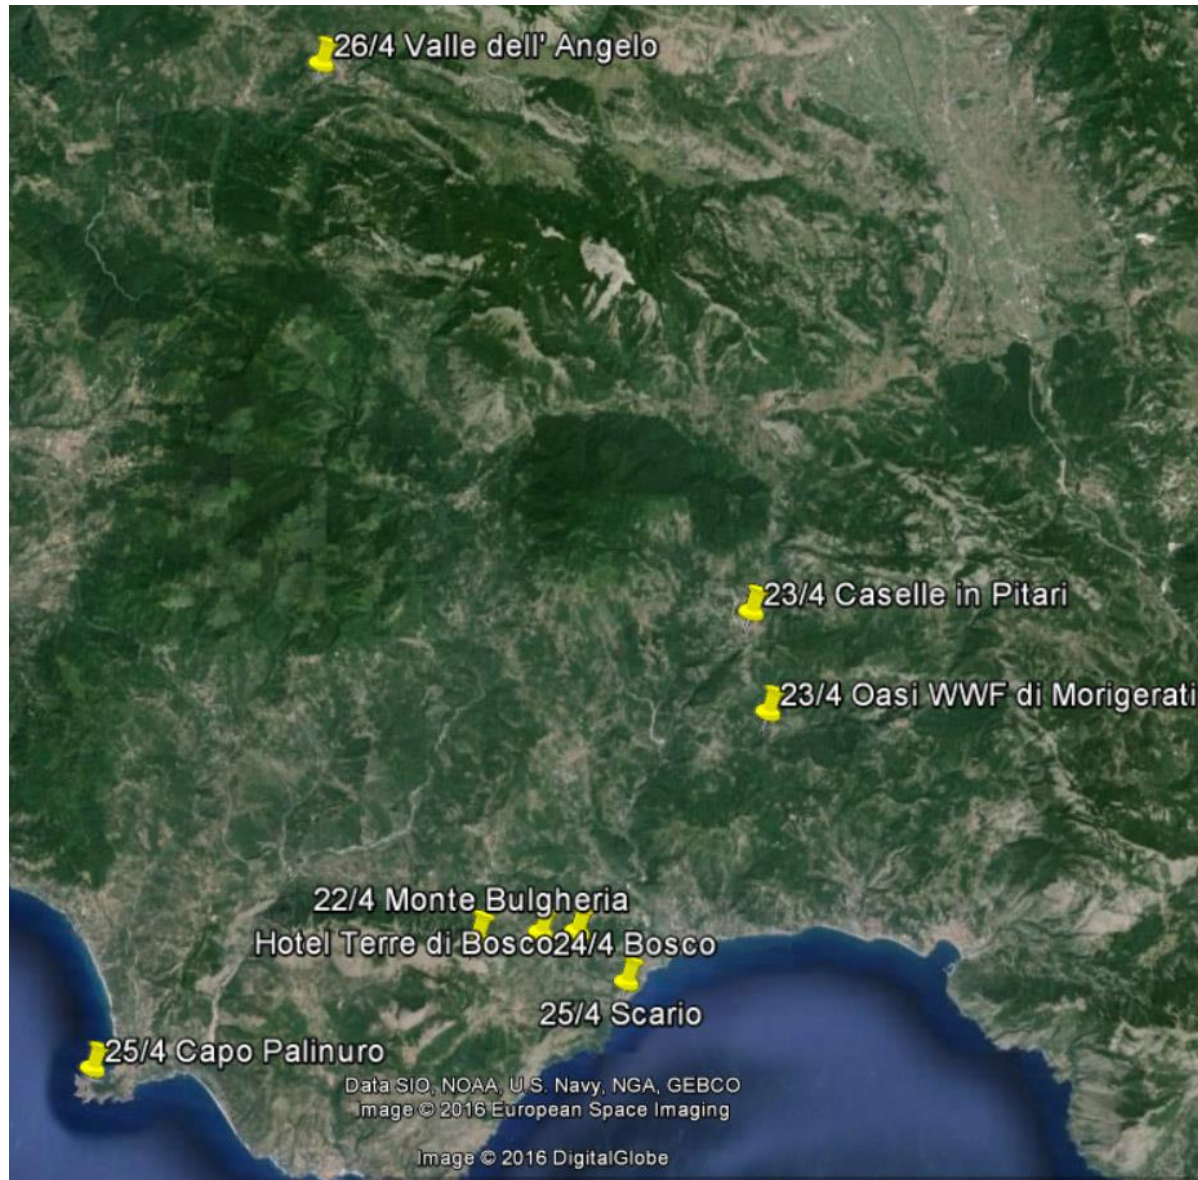 26/4 Valle dell' Angelo
23/4 Caselle in Pitari
23/4 Oasi WWF di Morigerati
22/4 Monte Bulgheria
Hotel Terre di Bosco
24/4 Bosco
25/4 Scario
25/4 Capo Palinuro
Data SIO, NOAA, U.S. Navy, NGA, GEBCO
Image © 2016 European Space Imaging
Image © 2016 DigitalGlobe